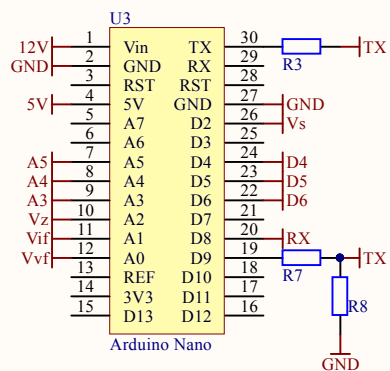 U3
12V 1 Vin TX 30 R3 TX
GND 2 GND RX 29
3 RST RST 28
5V 4 5V GND 27 GND
5 A7 D2 26 Vs
6 A6 D3 25
A5 7 A5 D4 24 D4
A4 8 A4 D5 23 D5
A3 9 A3 D6 22 D6
Vz 10 A2 D7 21
Vif 11 A1 D8 20 RX
Vvf 12 A0 D9 19 R7 TX
13 REF D10 18
14 3V3 D11 17 R8
15 D13 D12 16
Arduino Nano
GND